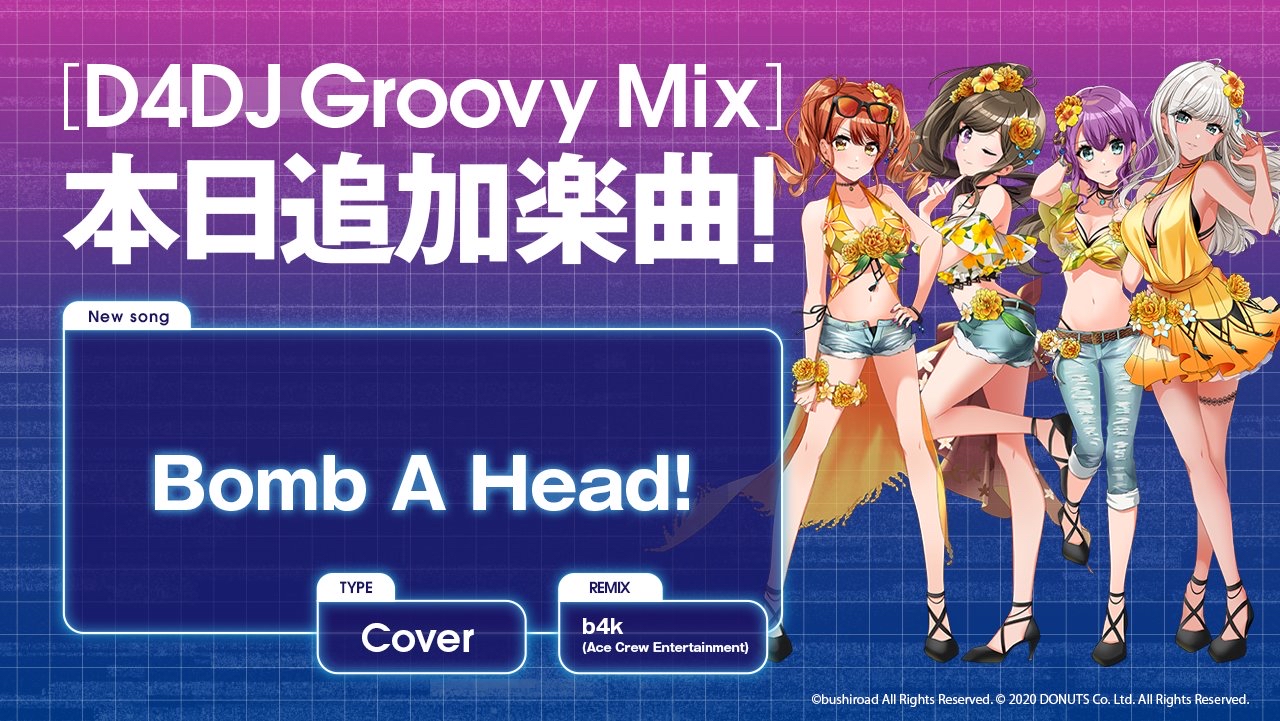 [D4DJ Groovy Mix]
本日追加楽曲!
New song
Bomb A Head!
TYPE
Cover
REMIX
b4k
(Ace Crew Entertainment)
©bushiroad All Rights Reserved. © 2020 DONUTS Co. Ltd. All Rights Reserved.